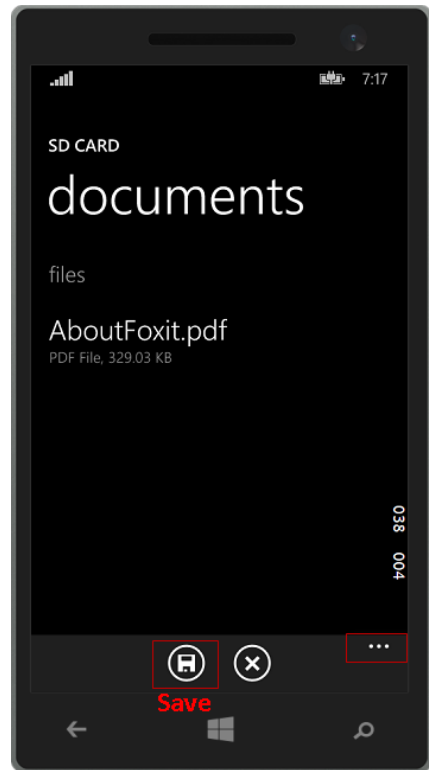 7:17
SD CARD
documents
files
AboutFoxit.pdf
PDF File, 329.03 KB
038 004
...
Save